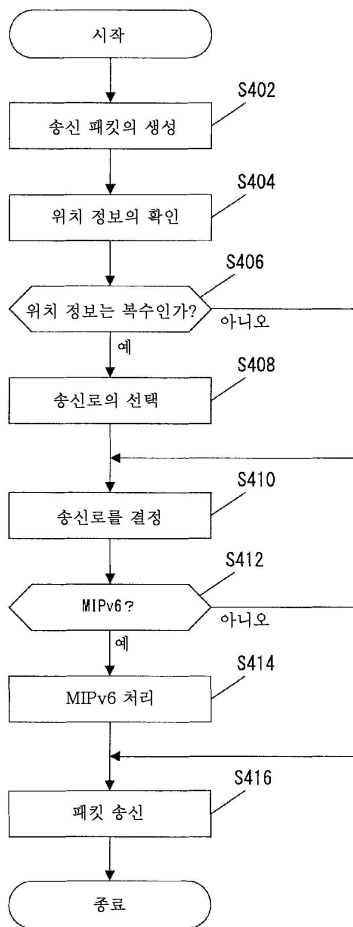 시작
S402
송신 패킷의 생성
S404
위치 정보의 확인
S406
위치 정보는 복수인가?
아니오
예
S408
송신로의 선택
S410
송신로를 결정
S412
MIPv6?
아니오
예
S414
MIPv6 처리
S416
패킷 송신
종료